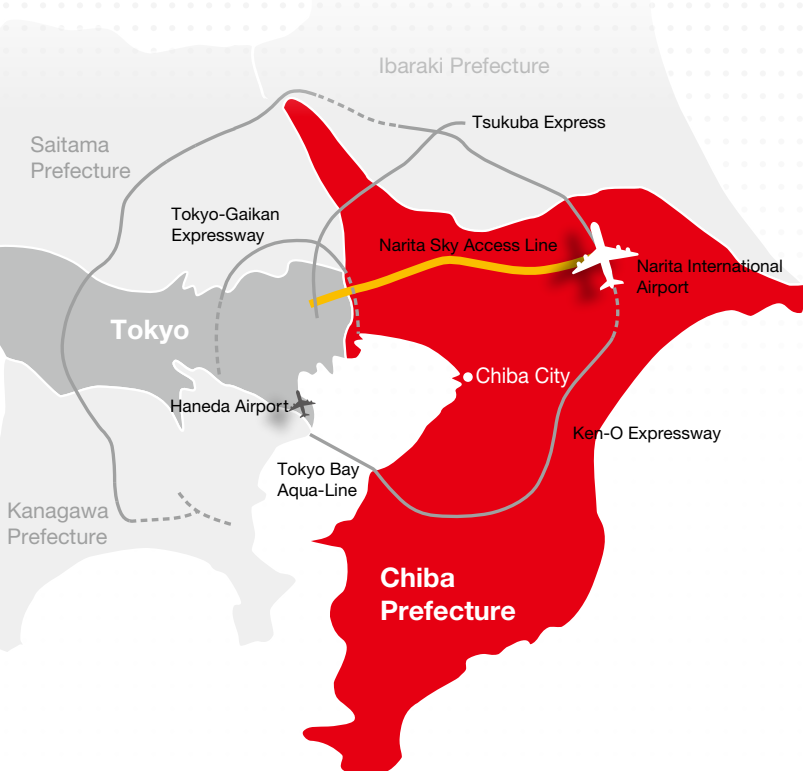 Ibaraki Prefecture
Tsukuba Express
Saitama
Prefecture
Tokyo-Gaikan
Expressway
Narita Sky Access Line
Narita International
Airport
Tokyo
Chiba City
Haneda Airport
Ken-O Expressway
Tokyo Bay
Aqua-Line
Kanagawa
Prefecture
Chiba
Prefecture